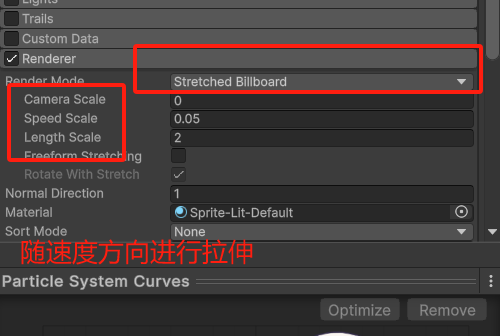 Lights
Trails
Custom Data
Renderer
Render Mode Stretched Billboard
Camera Scale 0
Speed Scale 0.05
Length Scale 2
Freeform Stretching
Rotate With Stretch
Normal Direction 1
Material Sprite-Lit-Default
Sort Mode None
随速度方向进行拉伸
Particle System Curves
Optimize Remove